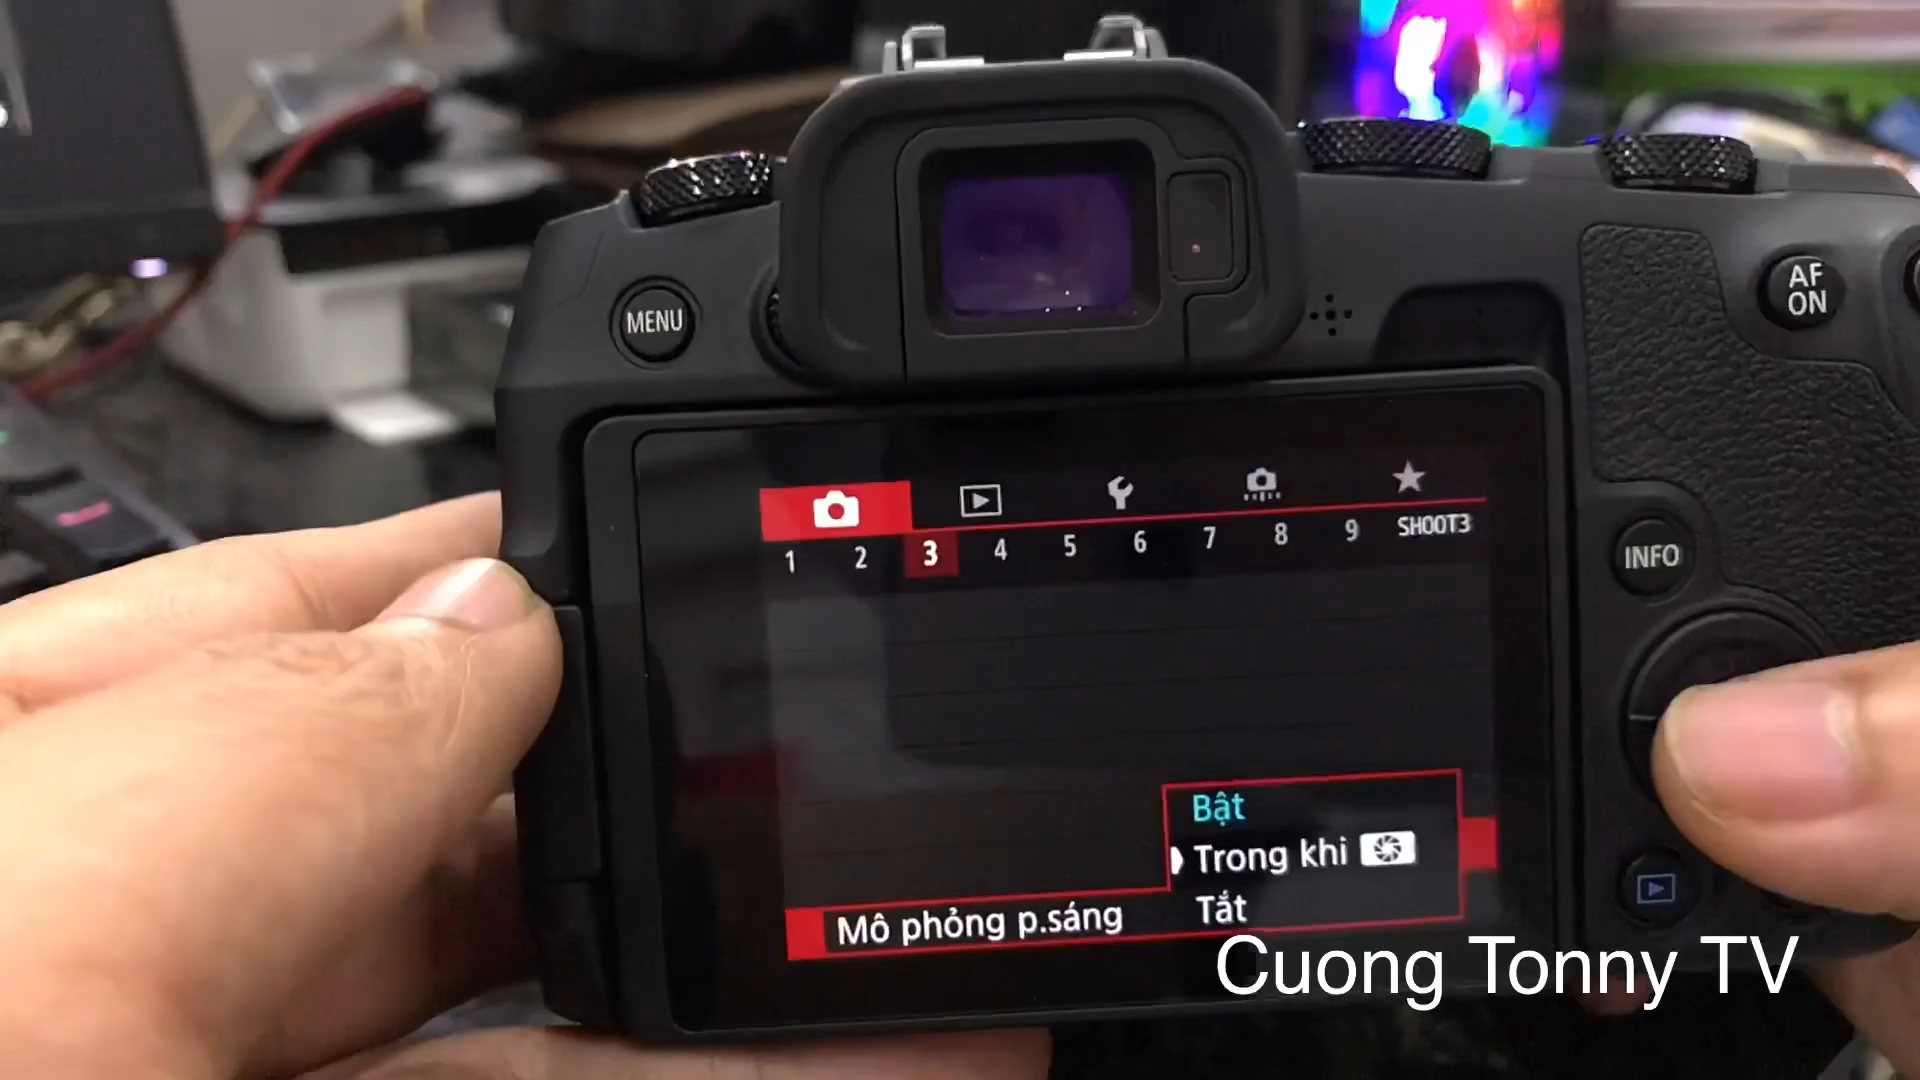 MENU
AF
ON
INFO
1 2 3 4 5 6 7 8 9 SHOOT3
Bật
Trong khi
Tắt
Mô phỏng p.sáng
Cuong Tonny TV